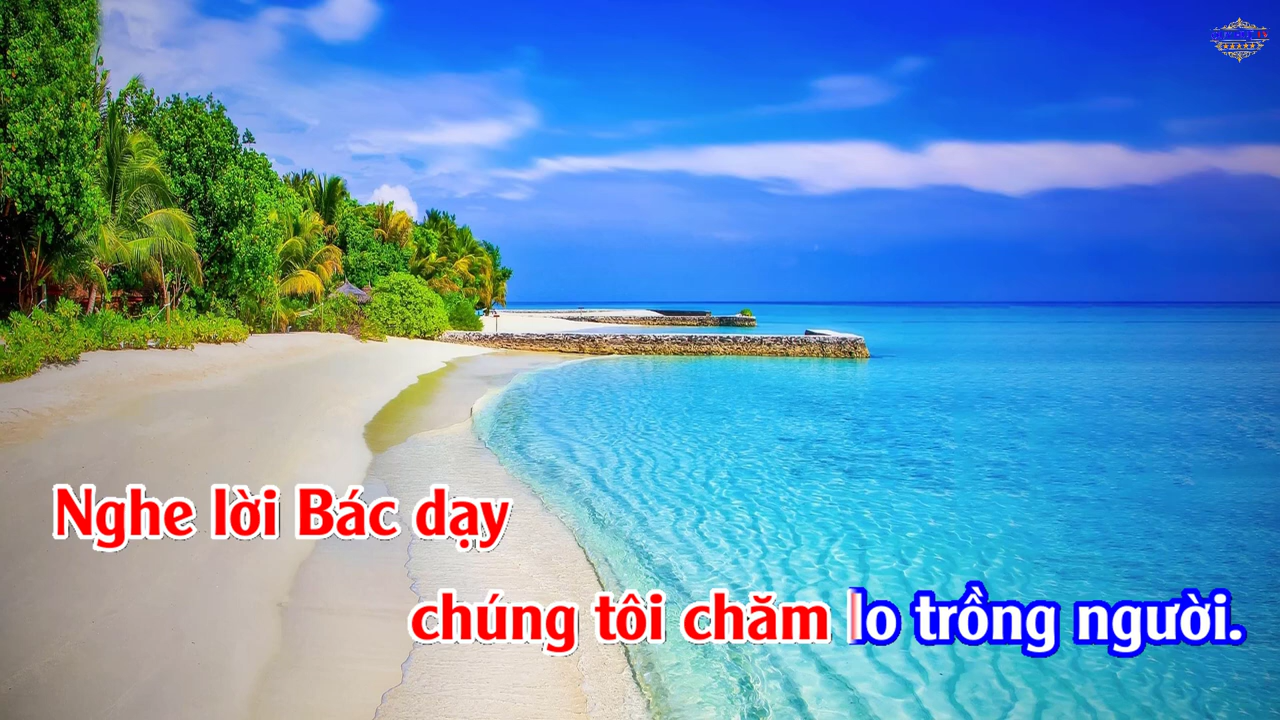 Nghe lời Bác dạy
chúng tôi chăm lo trồng người.